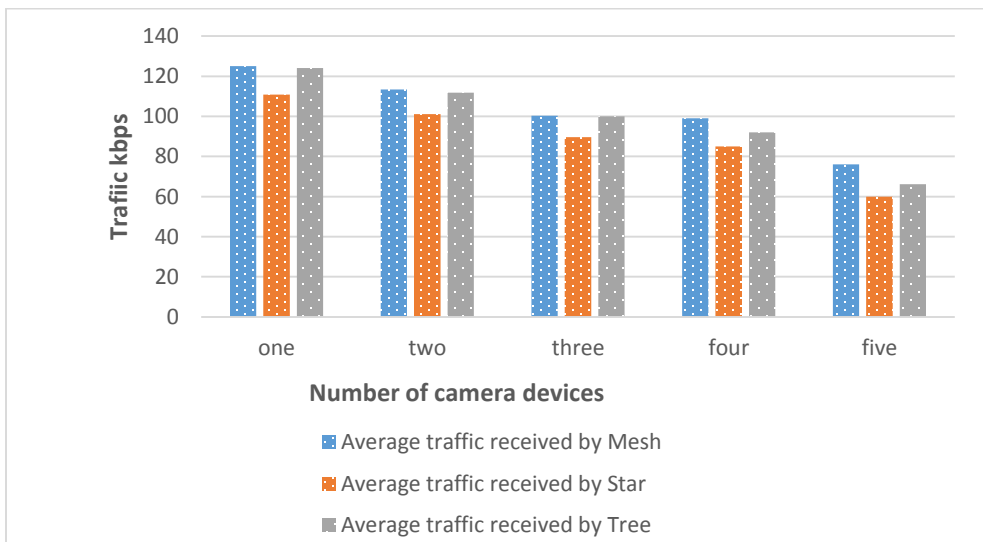 140
120
100
80
60
40
20
0
Trafiic kbps
one two three four five
Number of camera devices
Average traffic received by Mesh
Average traffic received by Star
Average traffic received by Tree